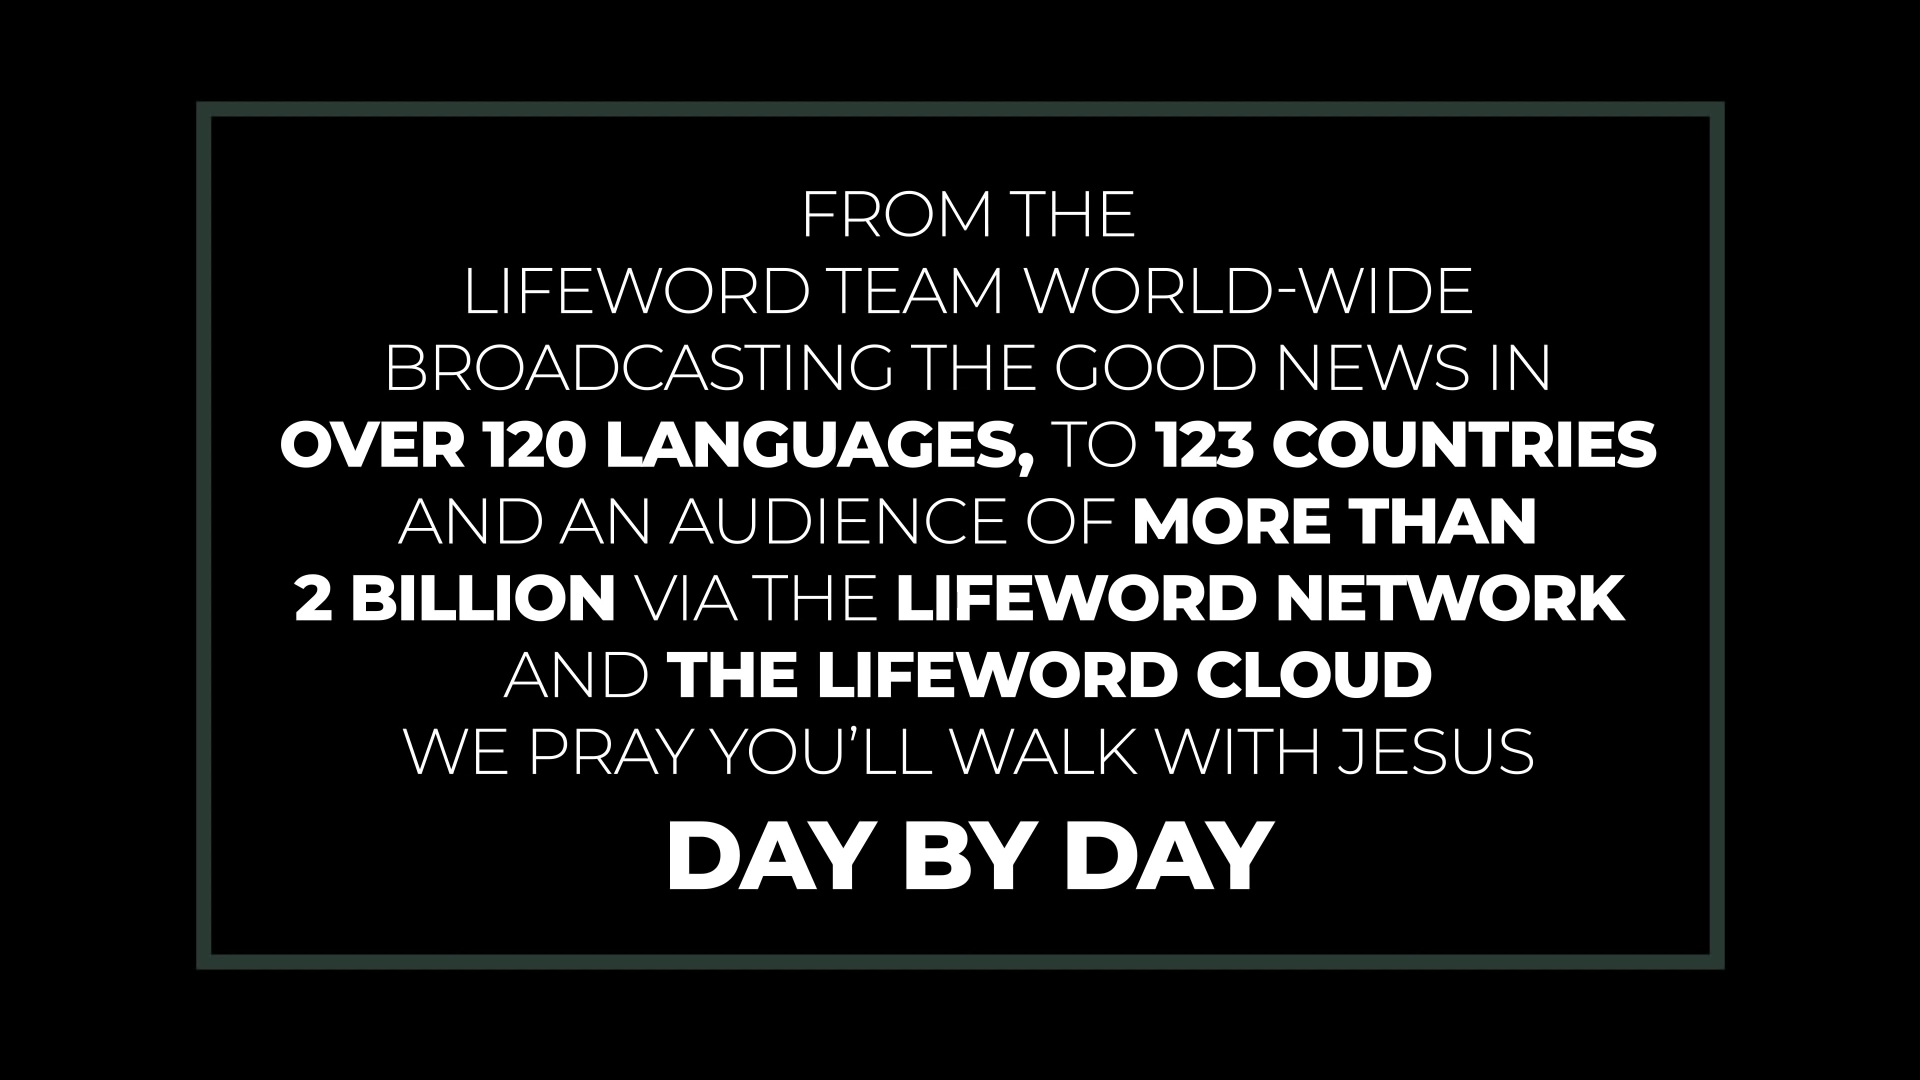 FROM THE
LIFEWORD TEAM WORLD-WIDE
BROADCASTING THE GOOD NEWS IN
OVER 120 LANGUAGES, TO 123 COUNTRIES
AND AN AUDIENCE OF MORE THAN
2 BILLION VIA THE LIFEWORD NETWORK
AND THE LIFEWORD CLOUD
WE PRAY YOU’LL WALK WITH JESUS
DAY BY DAY